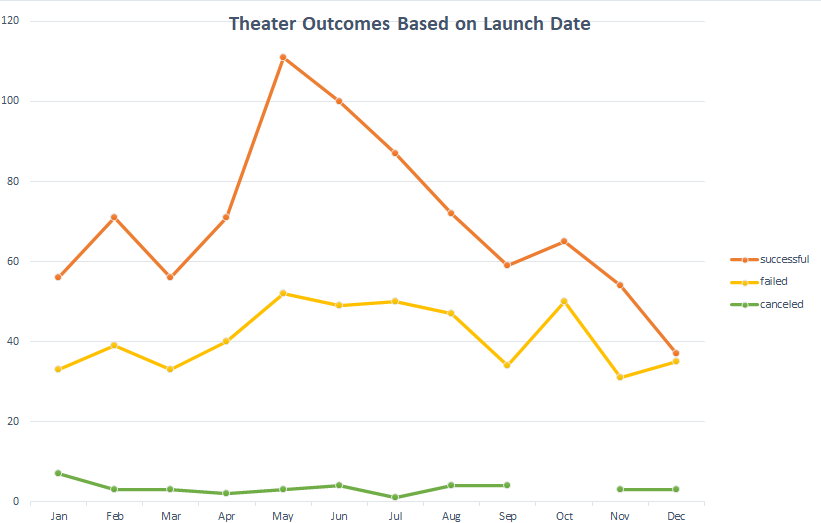 Theater Outcomes Based on Launch Date
120
100
80
60
40
20
0
Jan Feb Mar Apr May Jun Jul Aug Sep Oct Nov Dec
successful
failed
canceled